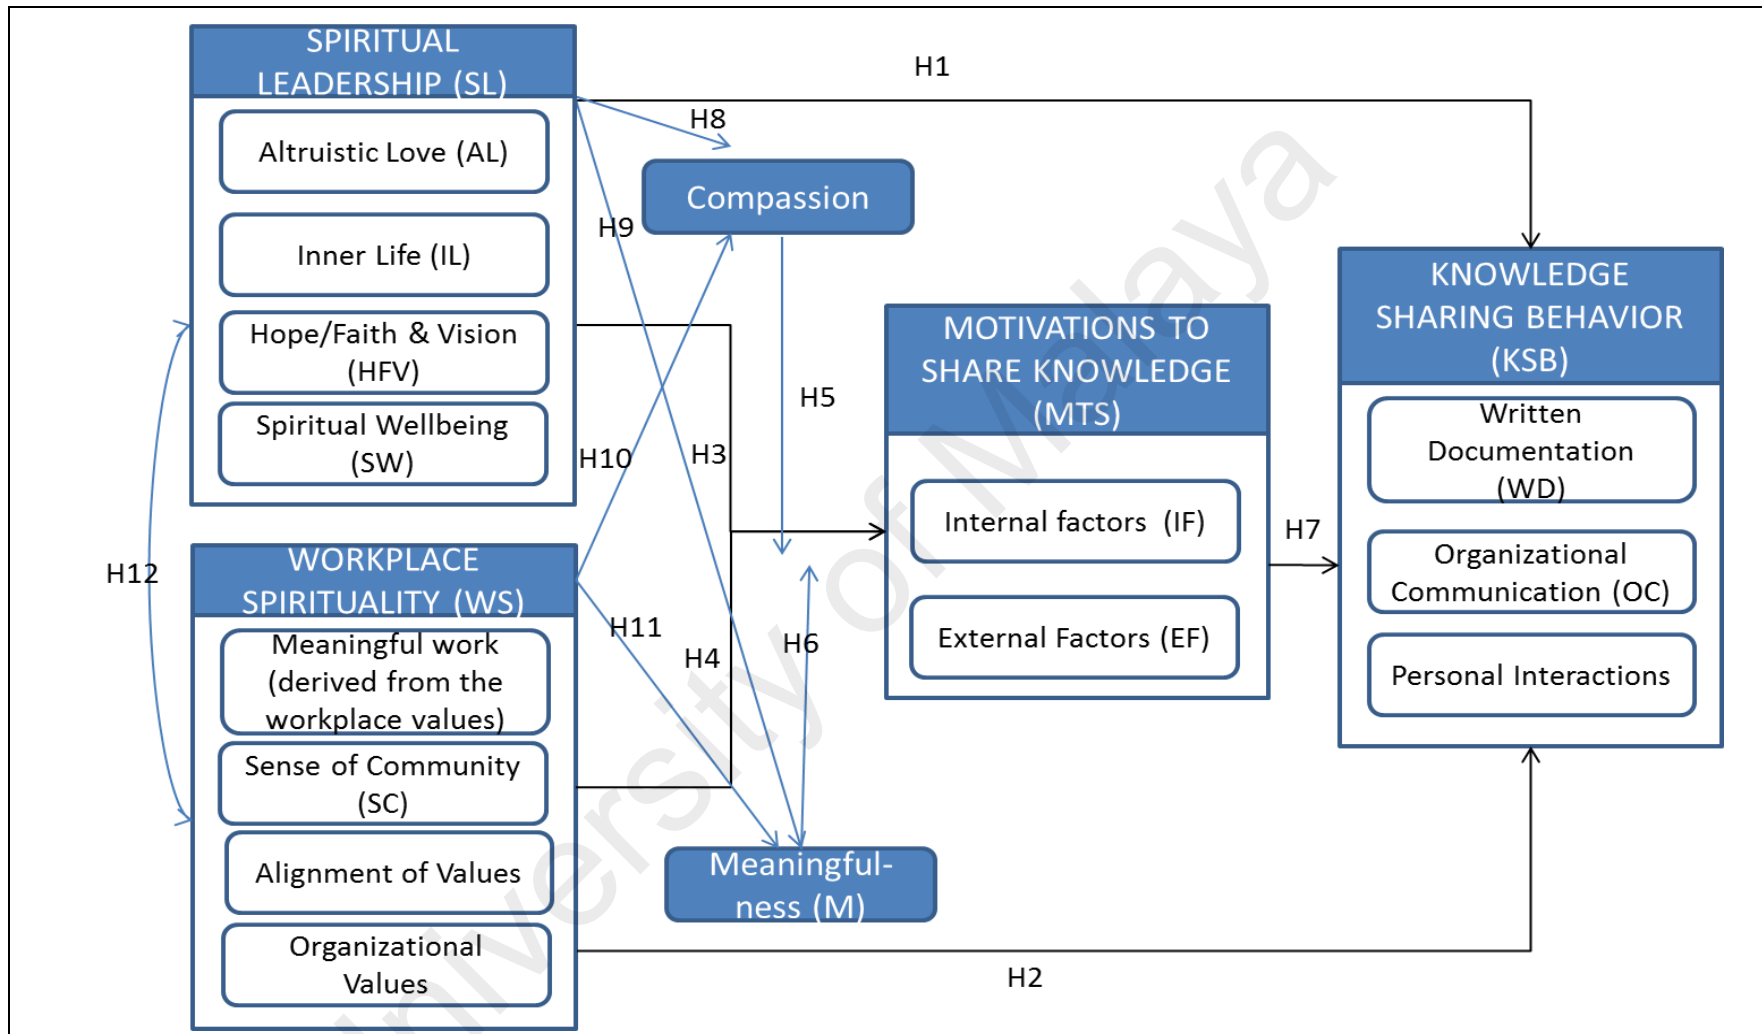 SPIRITUAL
LEADERSHIP (SL)
Altruistic Love (AL)
Inner Life (IL)
Hope/Faith & Vision
(HFV)
Spiritual Wellbeing
(SW)
WORKPLACE
SPIRITUALITY (WS)
Meaningful work
(derived from the
workplace values)
Sense of Community
(SC)
Alignment of Values
Organizational
Values
H12
H1
H8
Compassion
H9
H10
H3
H5
H11
H4
H6
Meaningful-
ness (M)
H2
MOTIVATIONS TO
SHARE KNOWLEDGE
(MTS)
Internal factors (IF)
External Factors (EF)
H7
KNOWLEDGE
SHARING BEHAVIOR
(KSB)
Written
Documentation
(WD)
Organizational
Communication (OC)
Personal Interactions
University of Malaya